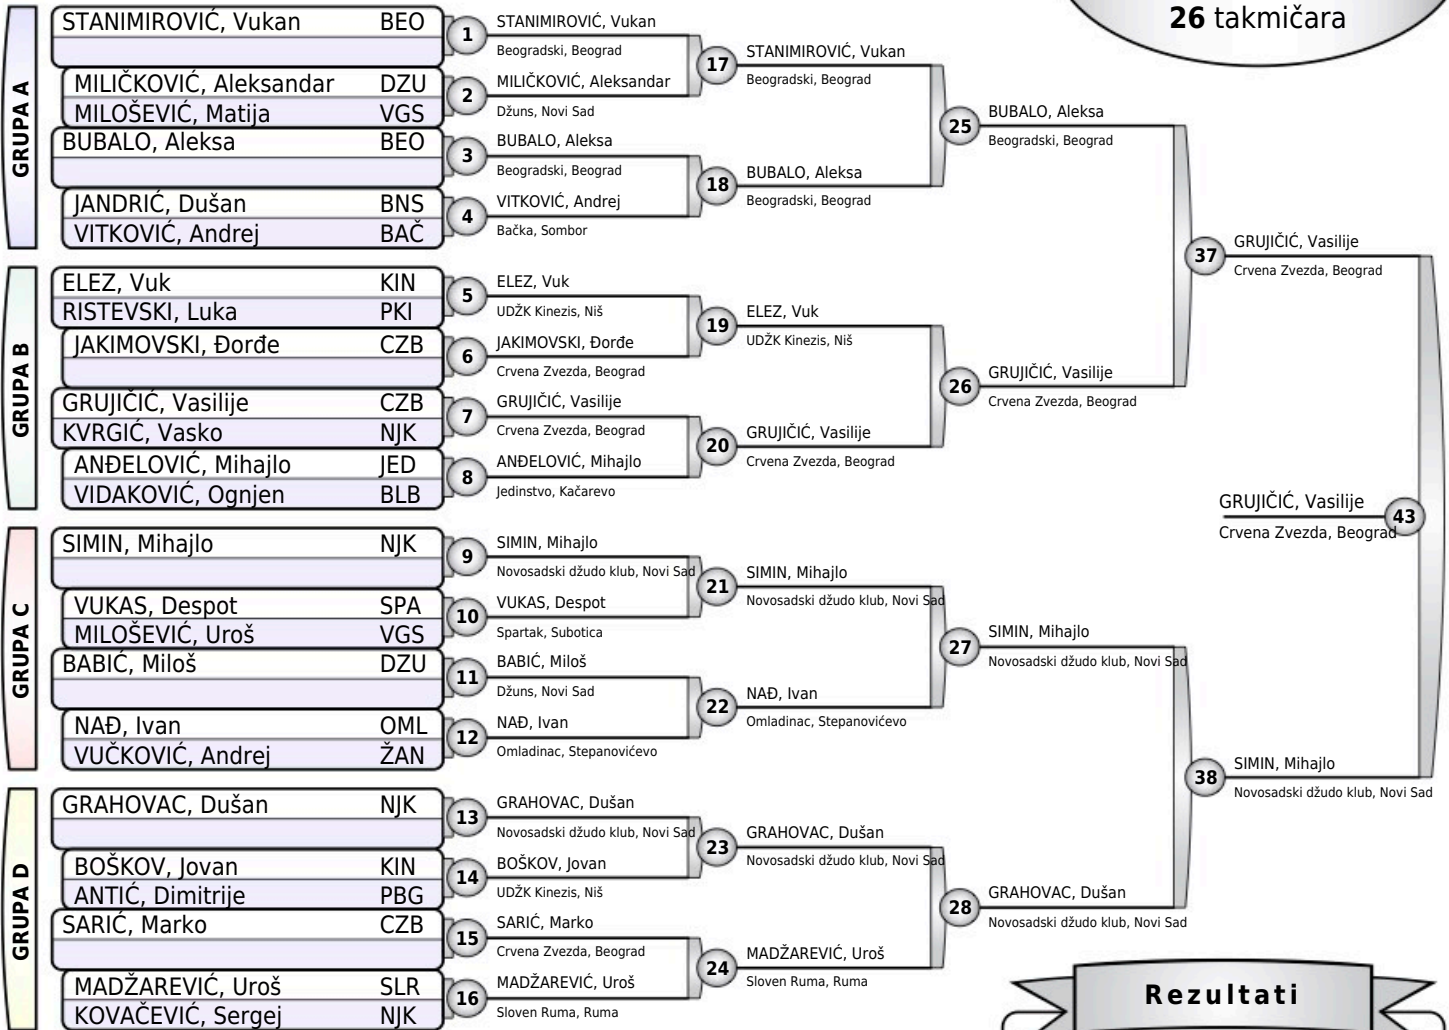 26 takmičara
GRUPA A
STANIMIROVIĆ, Vukan BEO
MILIČKOVIĆ, Aleksandar DZU
MILOŠEVIĆ, Matija VGS
BUBALO, Aleksa BEO
JANDRIĆ, Dušan BNS
VITKOVIĆ, Andrej BAČ
1
STANIMIROVIĆ, Vukan
Beogradski, Beograd
2
MILIČKOVIĆ, Aleksandar
Džuns, Novi Sad
3
BUBALO, Aleksa
Beogradski, Beograd
4
VITKOVIĆ, Andrej
Bačka, Sombor
GRUPA B
ELEZ, Vuk KIN
RISTEVSKI, Luka PKI
JAKIMOVSKI, Đorđe CZB
GRUJIČIĆ, Vasilije CZB
KVRGIĆ, Vasko NJK
ANĐELOVIĆ, Mihajlo JED
VIDAKOVIĆ, Ognjen BLB
5
ELEZ, Vuk
UDŽK Kinezis, Niš
6
JAKIMOVSKI, Đorđe
Crvena Zvezda, Beograd
7
GRUJIČIĆ, Vasilije
Crvena Zvezda, Beograd
8
ANĐELOVIĆ, Mihajlo
Jedinstvo, Kačarevo
GRUPA C
SIMIN, Mihajlo NJK
VUKAS, Despot SPA
MILOŠEVIĆ, Uroš VGS
BABIĆ, Miloš DZU
NAĐ, Ivan OML
VUČKOVIĆ, Andrej ŽAN
9
SIMIN, Mihajlo
Novosadski džudo klub, Novi Sad
10
VUKAS, Despot
Spartak, Subotica
11
BABIĆ, Miloš
Džuns, Novi Sad
12
NAĐ, Ivan
Omladinac, Stepanovićevo
GRUPA D
GRAHOVAC, Dušan NJK
BOŠKOV, Jovan KIN
ANTIĆ, Dimitrije PBG
SARIĆ, Marko CZB
MADŽAREVIĆ, Uroš SLR
KOVAČEVIĆ, Sergej NJK
13
GRAHOVAC, Dušan
Novosadski džudo klub, Novi Sad
14
BOŠKOV, Jovan
UDŽK Kinezis, Niš
15
SARIĆ, Marko
Crvena Zvezda, Beograd
16
MADŽAREVIĆ, Uroš
Sloven Ruma, Ruma
17
STANIMIROVIĆ, Vukan
Beogradski, Beograd
18
BUBALO, Aleksa
Beogradski, Beograd
19
ELEZ, Vuk
UDŽK Kinezis, Niš
20
GRUJIČIĆ, Vasilije
Crvena Zvezda, Beograd
21
SIMIN, Mihajlo
Novosadski džudo klub, Novi Sad
22
NAĐ, Ivan
Omladinac, Stepanovićevo
23
GRAHOVAC, Dušan
Novosadski džudo klub, Novi Sad
24
MADŽAREVIĆ, Uroš
Sloven Ruma, Ruma
25
BUBALO, Aleksa
Beogradski, Beograd
26
GRUJIČIĆ, Vasilije
Crvena Zvezda, Beograd
27
SIMIN, Mihajlo
Novosadski džudo klub, Novi Sad
28
GRAHOVAC, Dušan
Novosadski džudo klub, Novi Sad
37
GRUJIČIĆ, Vasilije
Crvena Zvezda, Beograd
38
SIMIN, Mihajlo
Novosadski džudo klub, Novi Sad
43
GRUJIČIĆ, Vasilije
Crvena Zvezda, Beograd
Rezultati